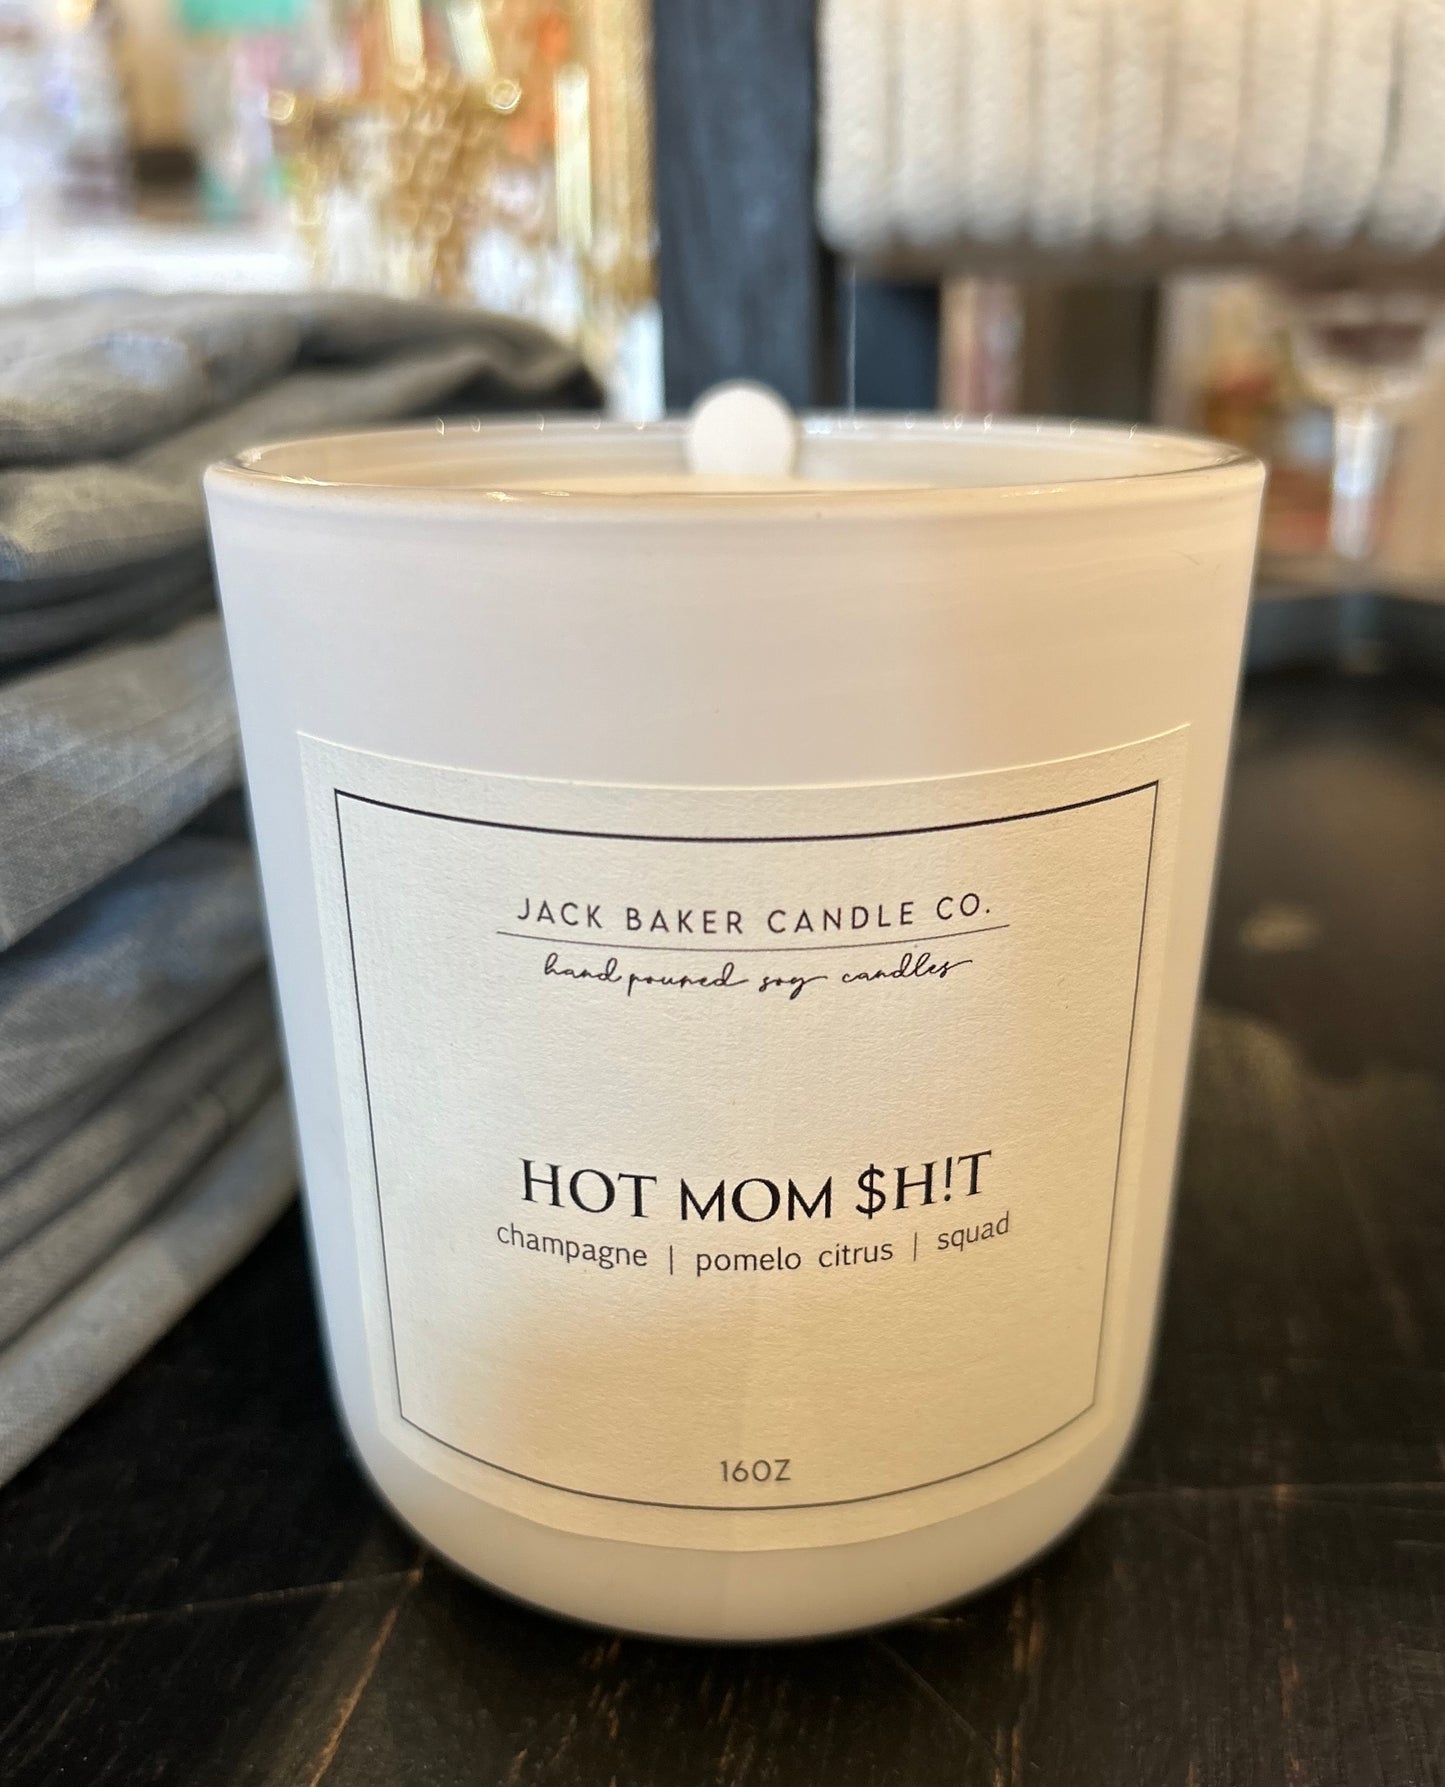 JACK BAKER CANDLE CO.
hand poured soy candles
HOT MOM $H!T
champagne | pomelo citrus | squad
16OZ